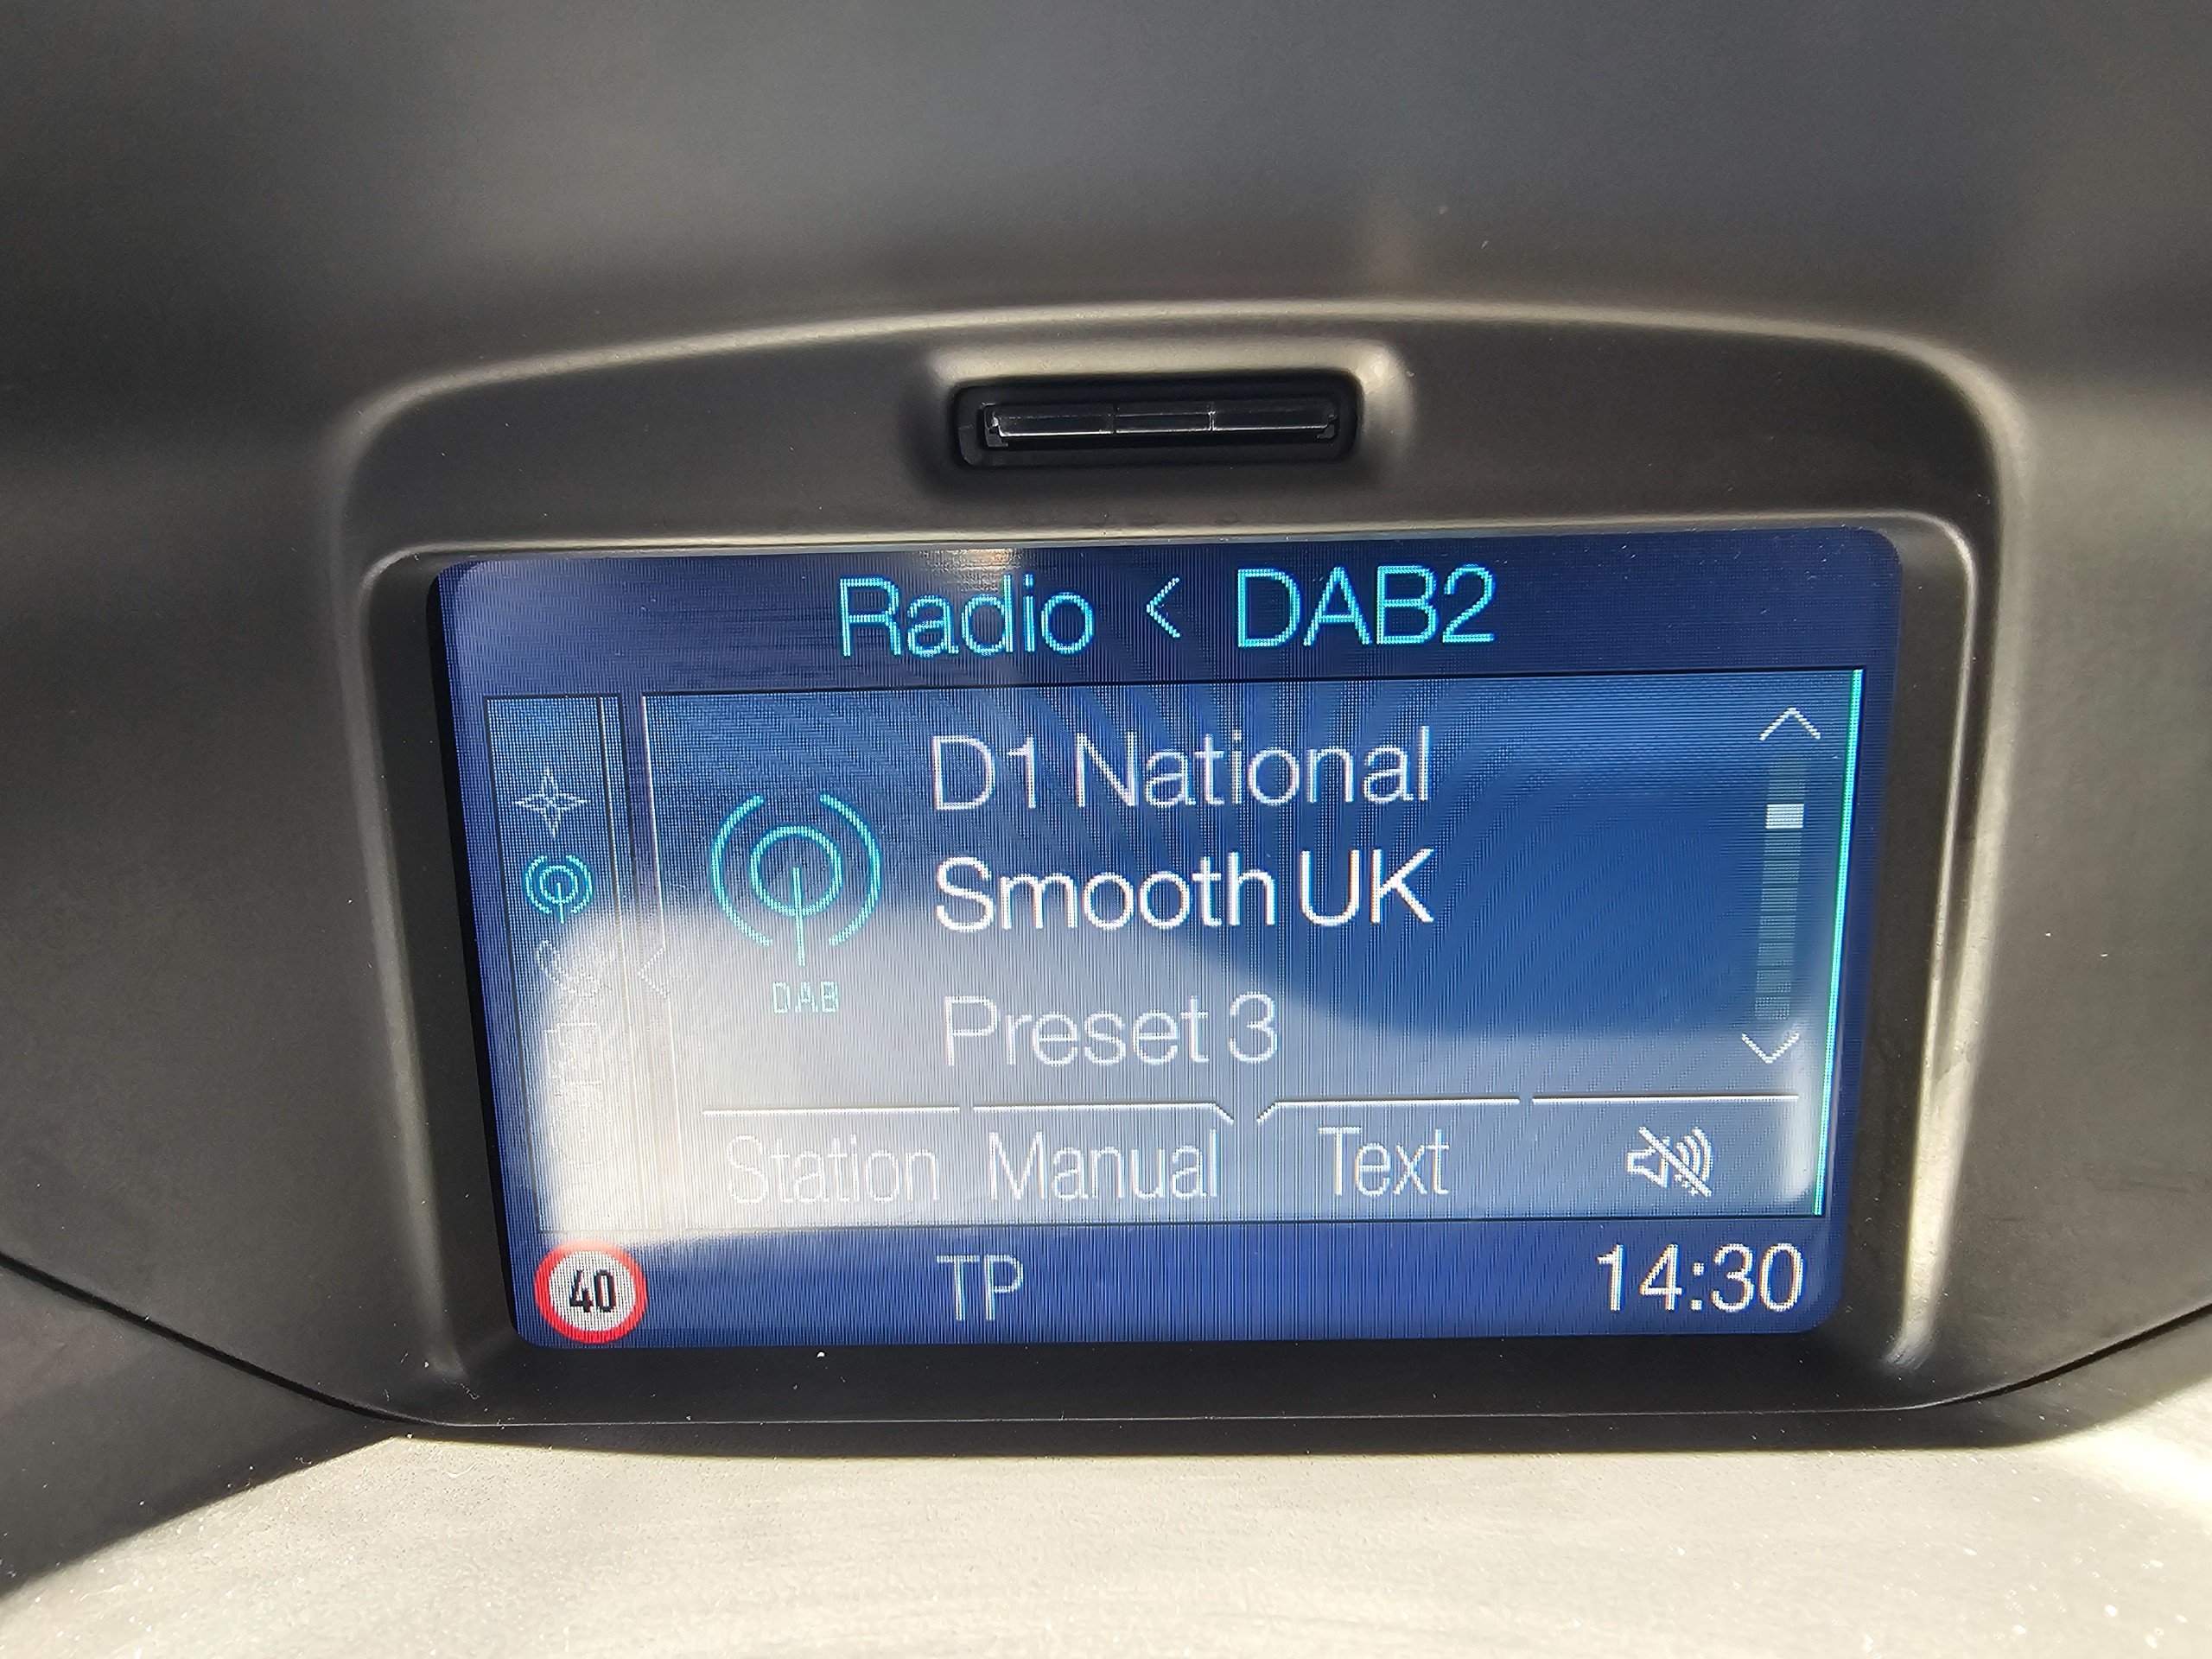 Radio < DAB2
D1 National
Smooth UK
DAB
Preset 3
Station Manual Text
40 TP 14:30